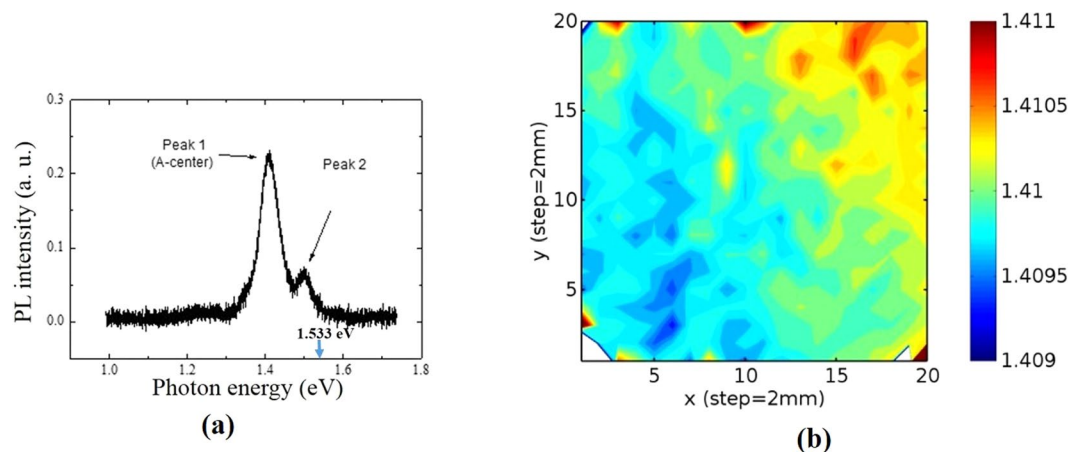 0.3
0.2
0.1
0.0
PL intensity (a. u.)
Peak 1
(A-center)
Peak 2
1.533 eV
1.0 1.2 1.4 1.6 1.8
Photon energy (eV)
(a)
20
15
10
5
y (step=2mm)
5 10 15 20
x (step=2mm)
1.411
1.4105
1.41
1.4095
1.409
(b)